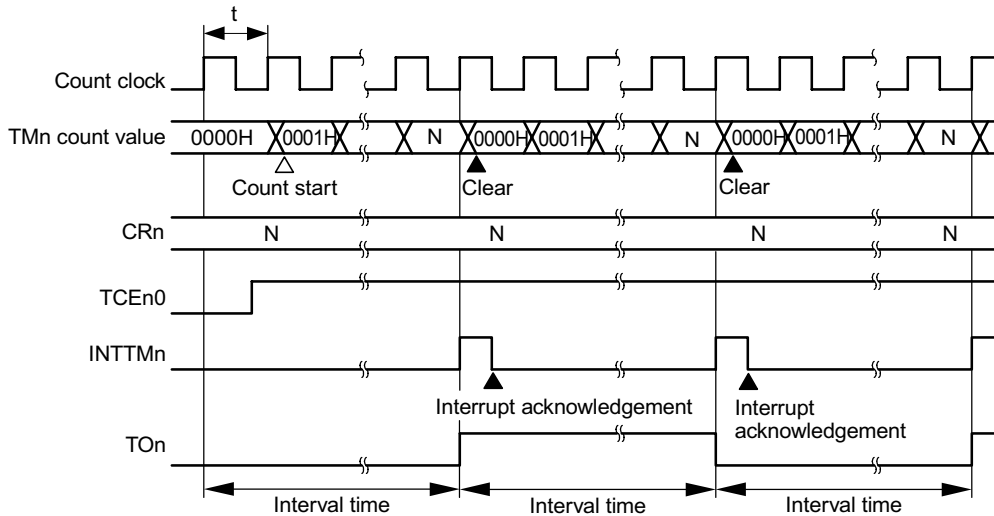 t
Count clock
TMn count value
0000H 0001H N 0000H 0001H N 0000H 0001H N
Count start Clear Clear
CRn N N N N
TCEn0
INTTMn
Interrupt acknowledgement
Interrupt
acknowledgement
TOn
Interval time Interval time Interval time